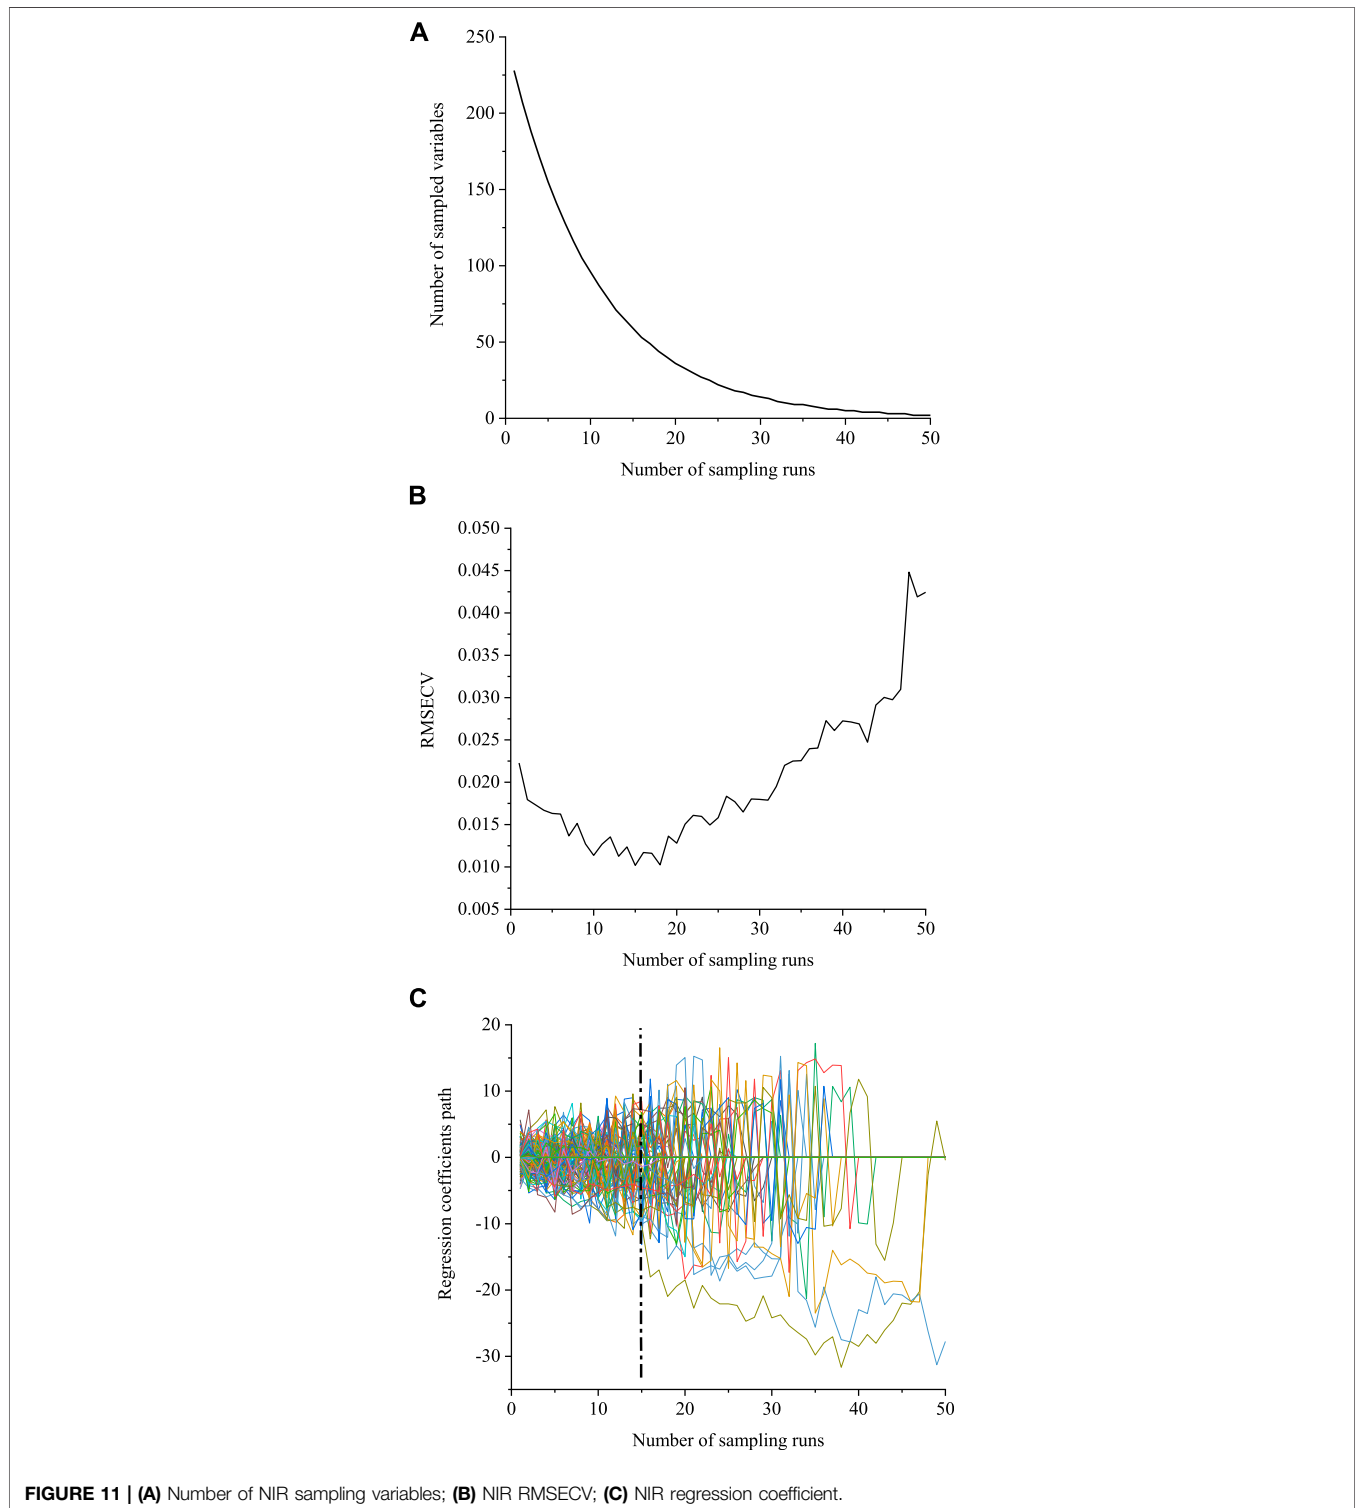 A
250
200
150
100
50
0
Number of sampled variables
0 10 20 30 40 50
Number of sampling runs
B
0.050
0.045
0.040
0.035
0.030
0.025
0.020
0.015
0.010
0.005
RMSECV
0 10 20 30 40 50
Number of sampling runs
C
20
10
0
-10
-20
-30
Regression coefficients path
0 10 20 30 40 50
Number of sampling runs
FIGURE 11 | (A) Number of NIR sampling variables; (B) NIR RMSECV; (C) NIR regression coefficient.